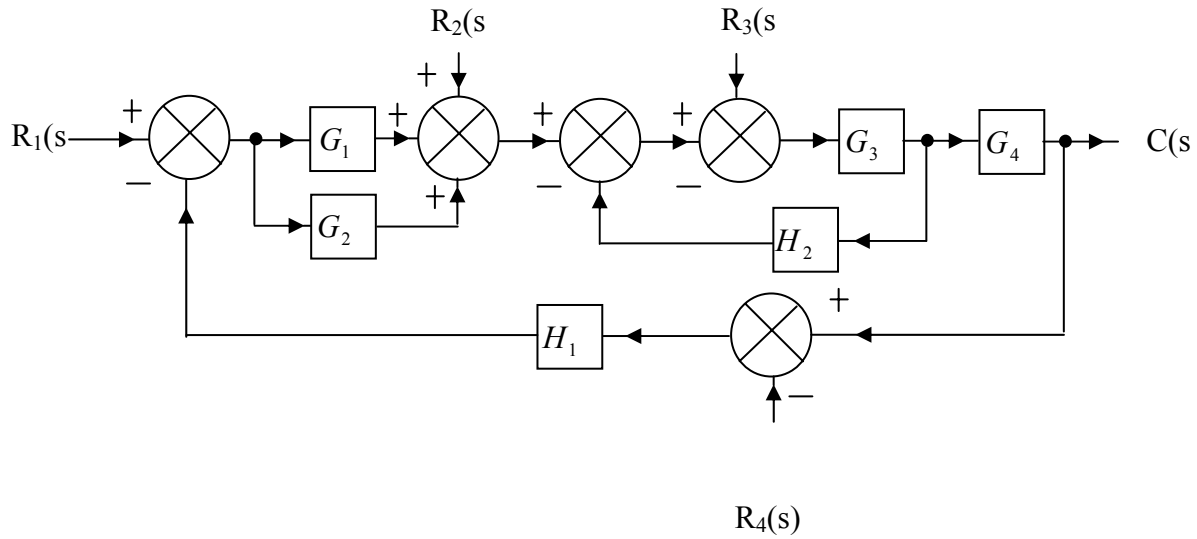 R₂(s R₃(s
+ + + + +
R₁(s G₁ G₃ G₄ C(s
— — —
+
G₂ H₂
+
H₁
—
R₄(s)